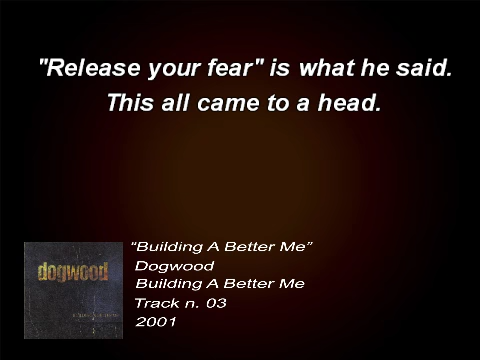 "Release your fear" is what he said.
This all came to a head.
dogwood
“Building A Better Me”
Dogwood
Building A Better Me
Track n. 03
2001